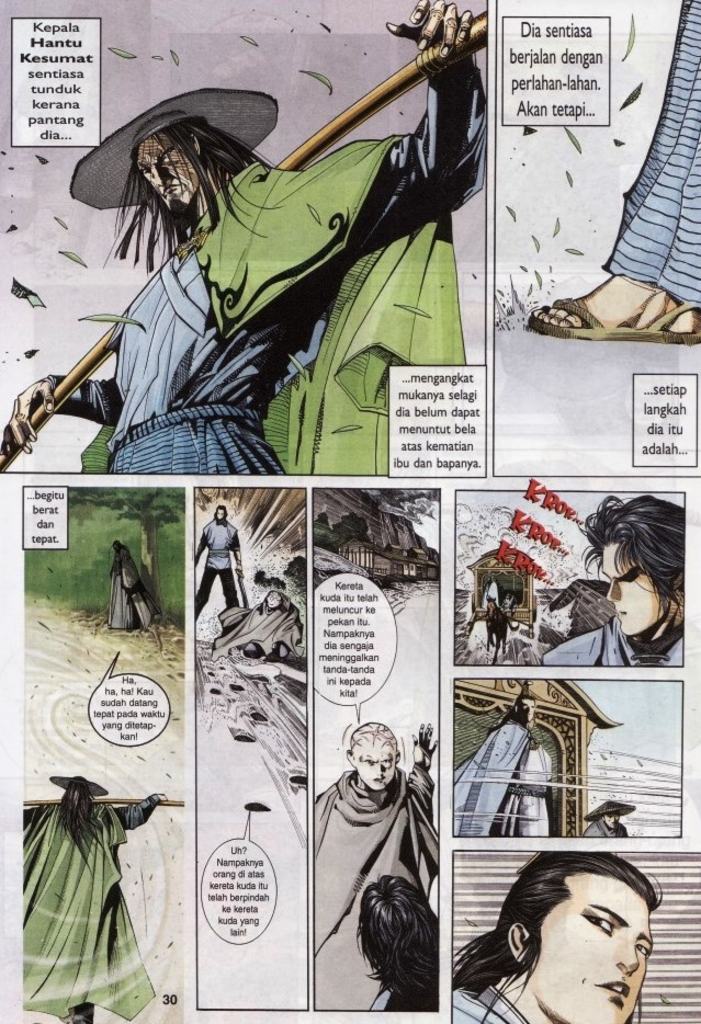 Kepala
Hantu
Kesumat
sentiasa
tunduk
kerana
pantang
dia...
...mengangkat
mukanya selagi
dia belum dapat
menuntut bela
atas kematian
ibu dan bapanya.
Dia sentiasa
berjalan dengan
perlahan-lahan.
Akan tetapi...
...setiap
langkah
dia itu
adalah...
...begitu
berat
dan
tepat.
Ha,
ha, ha! Kau
sudah datang
tepat pada waktu
yang ditetap-
kan!
Uh?
Nampaknya
orang di atas
kereta kuda itu
telah berpindah
ke kereta
kuda yang
lain!
Kereta
kuda itu telah
meluncur ke
pekan itu.
Nampaknya
dia sengaja
meninggalkan
tanda-tanda
ini kepada
kita!
KROK...
KROK...
KROK...
30